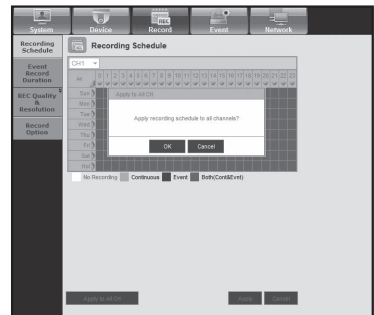 System Device Record Event Network
Recording Schedule
Recording Schedule
CH1
All 0 1 2 3 4 5 6 7 8 9 10 11 12 13 14 15 16 17 18 19 20 21 22 23
Sun
Mon
Tue
Wed
Thu
Fri
Sat
Hol
Event Record Duration
REC Quality & Resolution
Record Option
Apply to All CH
Apply recording schedule to all channels?
OK Cancel
No Recording Continuous Event Both(Cont&Evnt)
Apply to All CH Apply Cancel